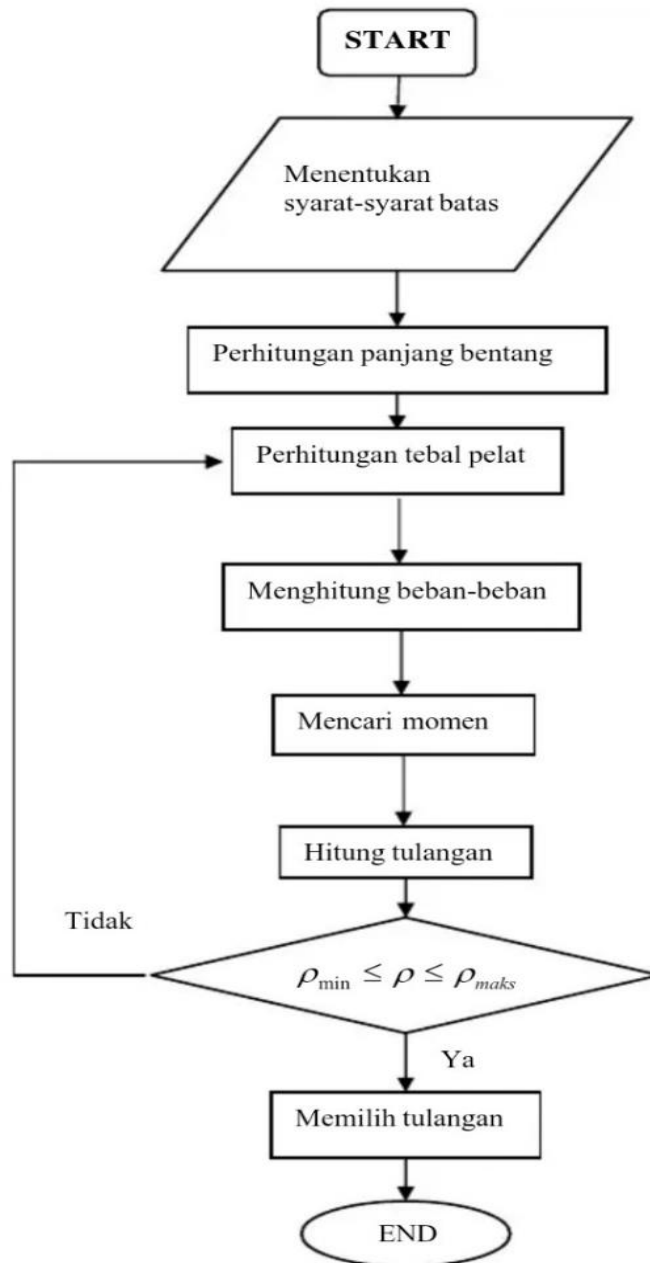 START
Menentukan
syarat-syarat batas
Perhitungan panjang bentang
Perhitungan tebal pelat
Menghitung beban-beban
Mencari momen
Hitung tulangan
Tidak
ρmin ≤ ρ ≤ ρmaks
Ya
Memilih tulangan
END